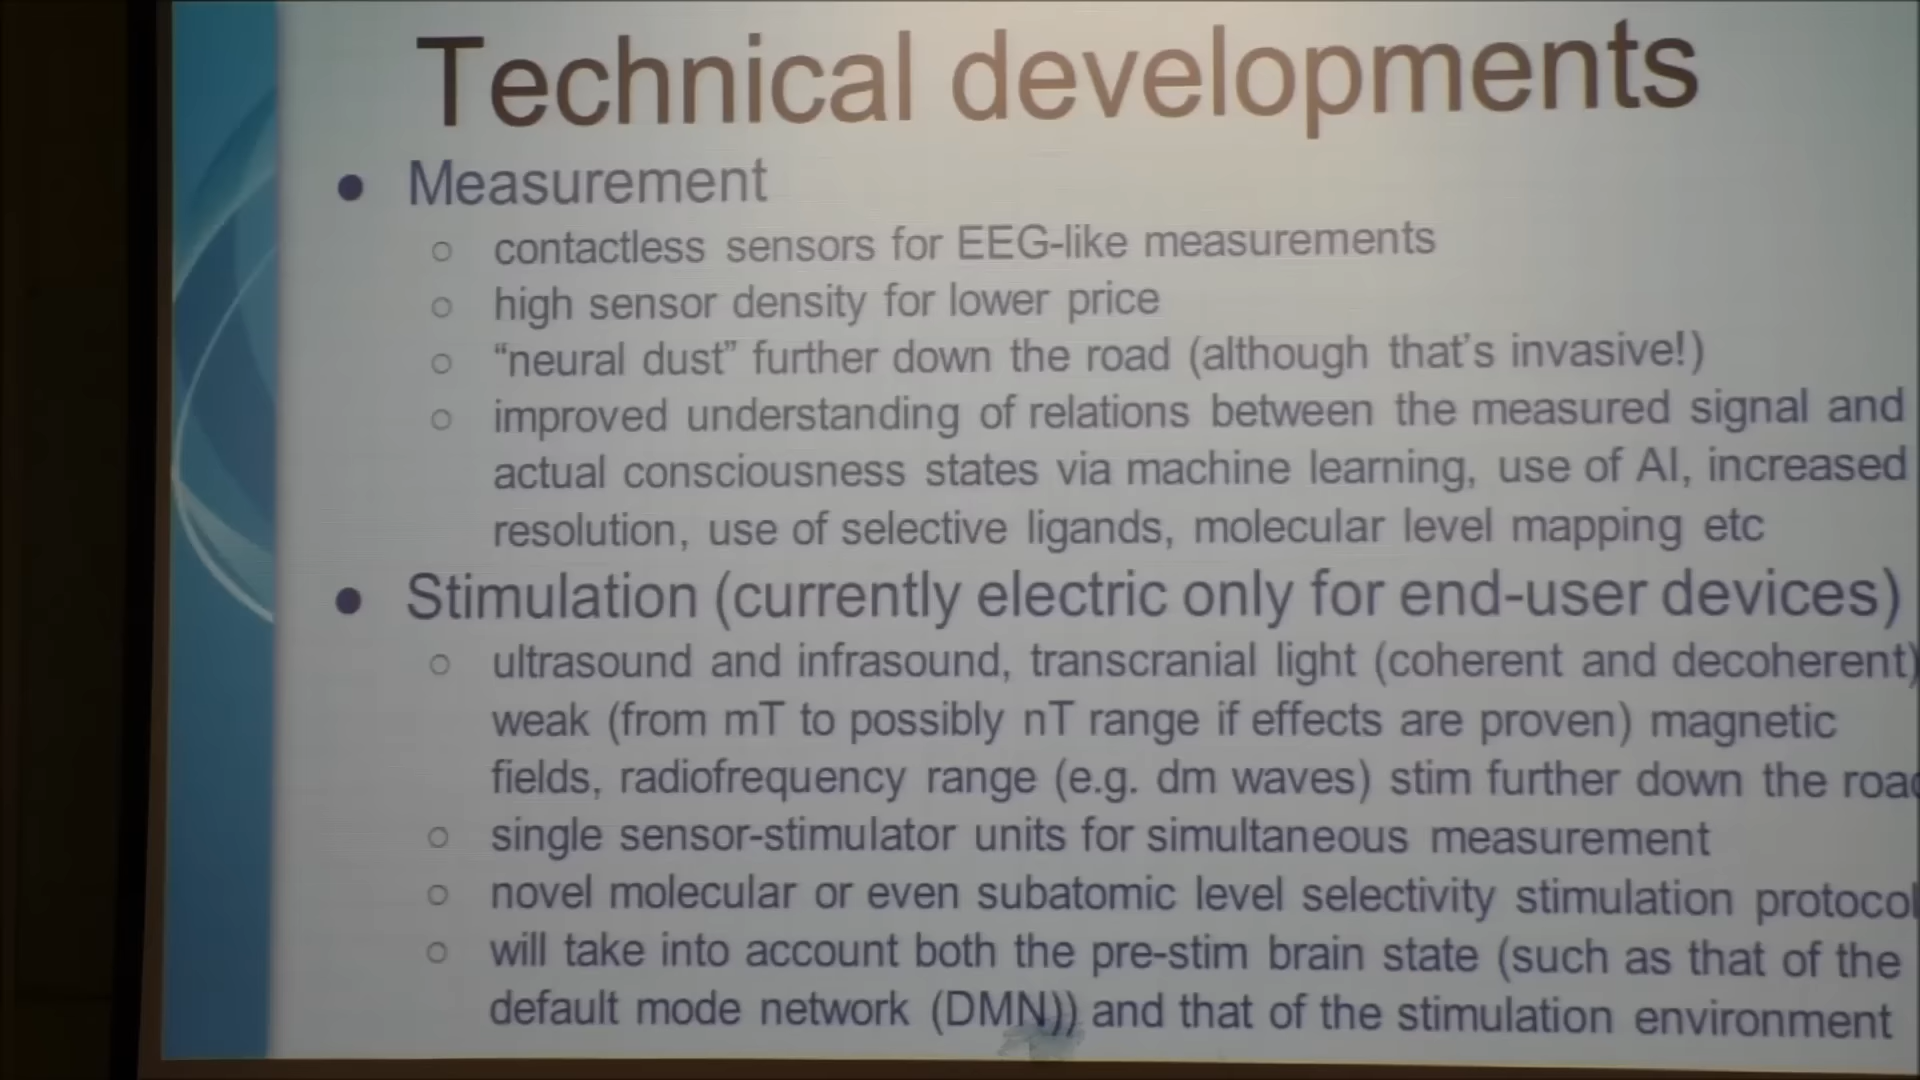 Technical developments
● Measurement
○ contactless sensors for EEG-like measurements
○ high sensor density for lower price
○ “neural dust” further down the road (although that’s invasive!)
○ improved understanding of relations between the measured signal and
actual consciousness states via machine learning, use of AI, increased
resolution, use of selective ligands, molecular level mapping etc
● Stimulation (currently electric only for end-user devices)
○ ultrasound and infrasound, transcranial light (coherent and decoherent)
weak (from mT to possibly nT range if effects are proven) magnetic
fields, radiofrequency range (e.g. dm waves) stim further down the road
○ single sensor-stimulator units for simultaneous measurement
○ novel molecular or even subatomic level selectivity stimulation protocol
○ will take into account both the pre-stim brain state (such as that of the
default mode network (DMN)) and that of the stimulation environment